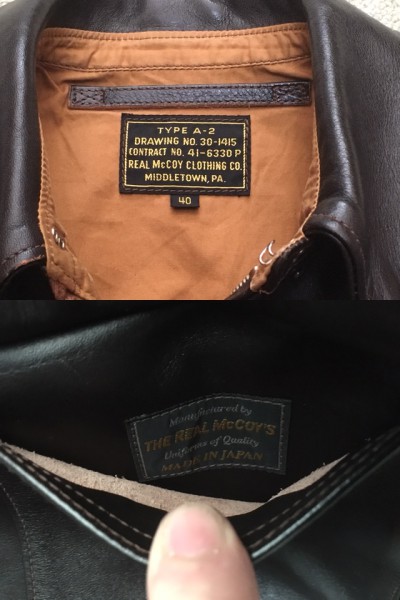 TYPE A-2
DRAWING NO. 30-1415
CONTRACT NO. 41-6330 P
REAL McCOY CLOTHING CO.
MIDDLETOWN, PA.
40
Manufactured by
THE REAL McCOY'S
Uniforms of Quality
MADE IN JAPAN